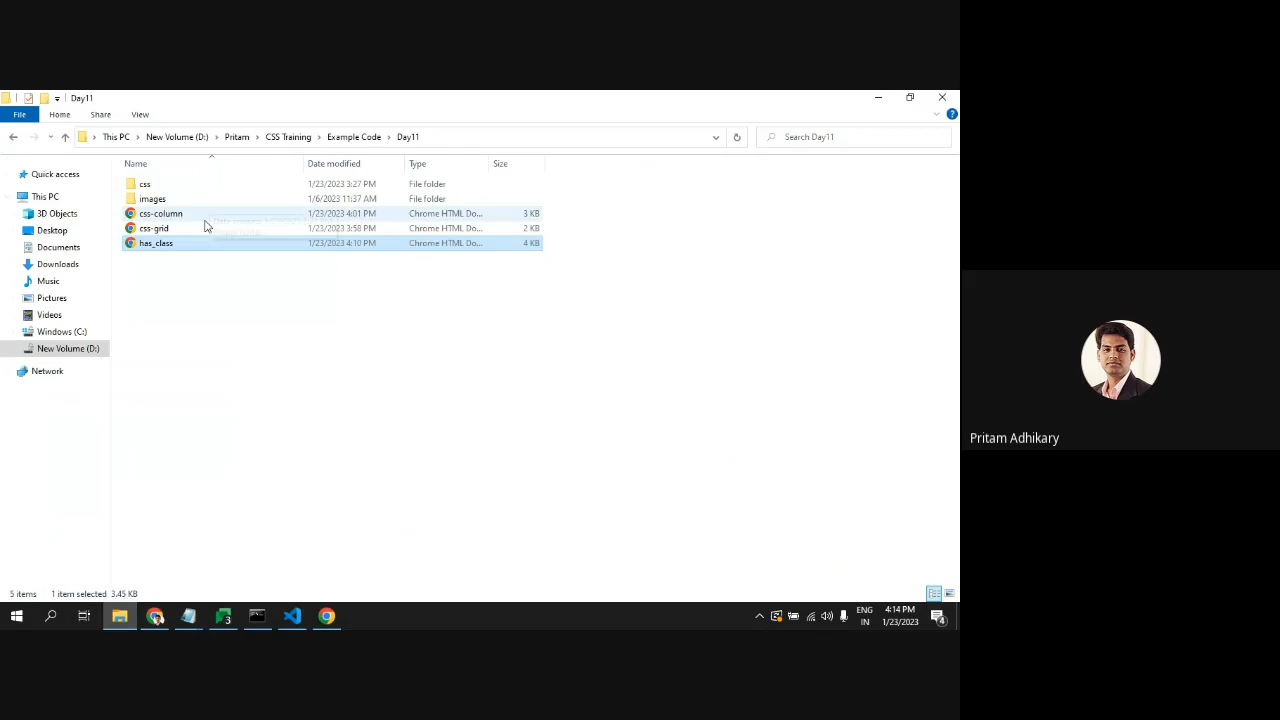 Day11
File Home Share View
This PC New Volume (D:) Pritam CSS Training Example Code Day11 Search Day11
Name Date modified Type Size
Quick access
This PC
3D Objects
Desktop
Documents
Downloads
Music
Pictures
Videos
Windows (C:)
New Volume (D:)
Network
css 1/23/2023 3:27 PM File folder
images 1/6/2023 11:37 AM File folder
css-column 1/23/2023 4:01 PM Chrome HTML Do... 3 KB
css-grid 1/23/2023 3:58 PM Chrome HTML Do... 2 KB
has_class 1/23/2023 4:10 PM Chrome HTML Do... 4 KB
Pritam Adhikary
5 items 1 item selected 3.45 KB
3
ENG 4:14 PM
IN 1/23/2023 4